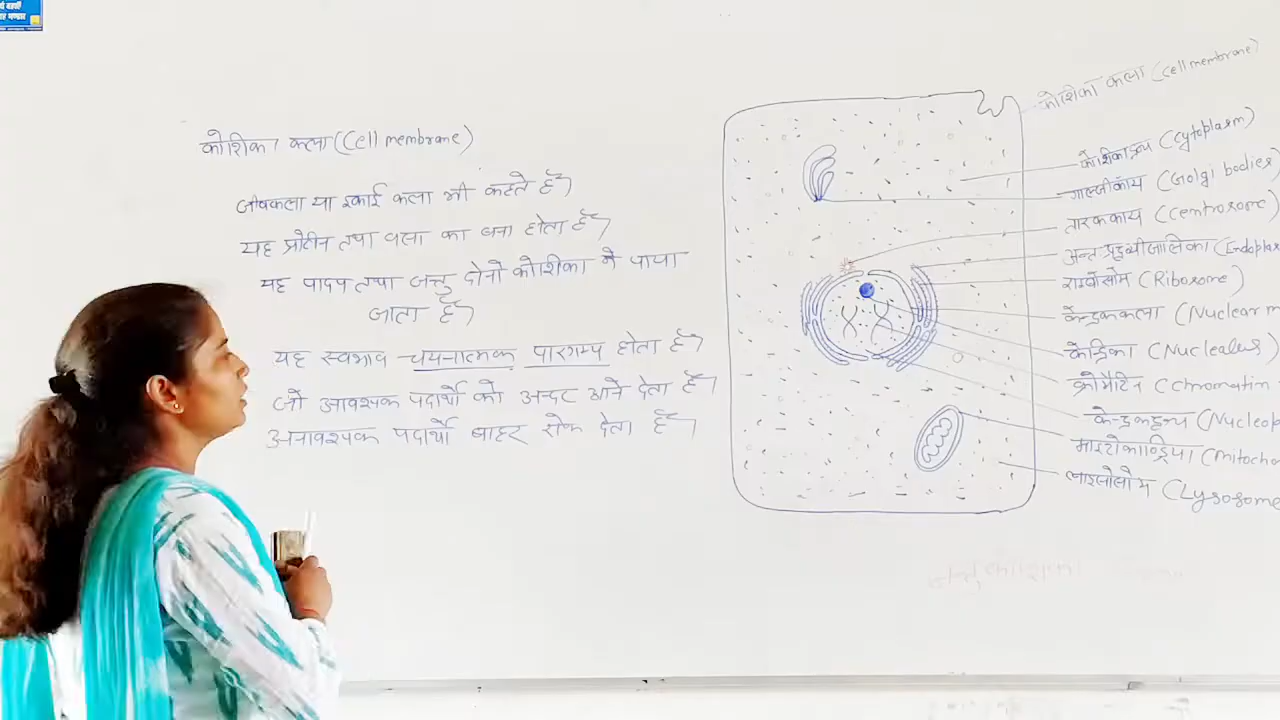 कोशिका कला (Cell membrane)
जीवकला या इकाई कला भी कहते हैं
यह प्रोटीन तथा वसा का बना होता है
यह पादप तथा जन्तु दोनो कोशिका में पाया
जाता है
यह स्वभाव चयनात्मक पारगम्य होता है
जो आवश्यक पदार्थो को अन्दर आने देता है
अनावश्यक पदार्थो बाहर रोक देता है
कोशिका कला (Cell membrane)
कोशिकाद्रव्य (Cytoplasm)
गाल्जीकाय (Golgi bodies)
तारककाय (Centrosome)
अन्तः प्रद्रव्यीजालिका (Endoplas
राइबोसोम (Ribosome)
केन्द्रककला (Nuclear m
केन्द्रिका (Nucleolus)
क्रोमैटिन (Chromatin
केन्द्रकद्रव्य (Nucleop
माइटोकाण्ड्रिया (Mitocho
लाइसोसोम (Lysosome
जन्तु कोशिका